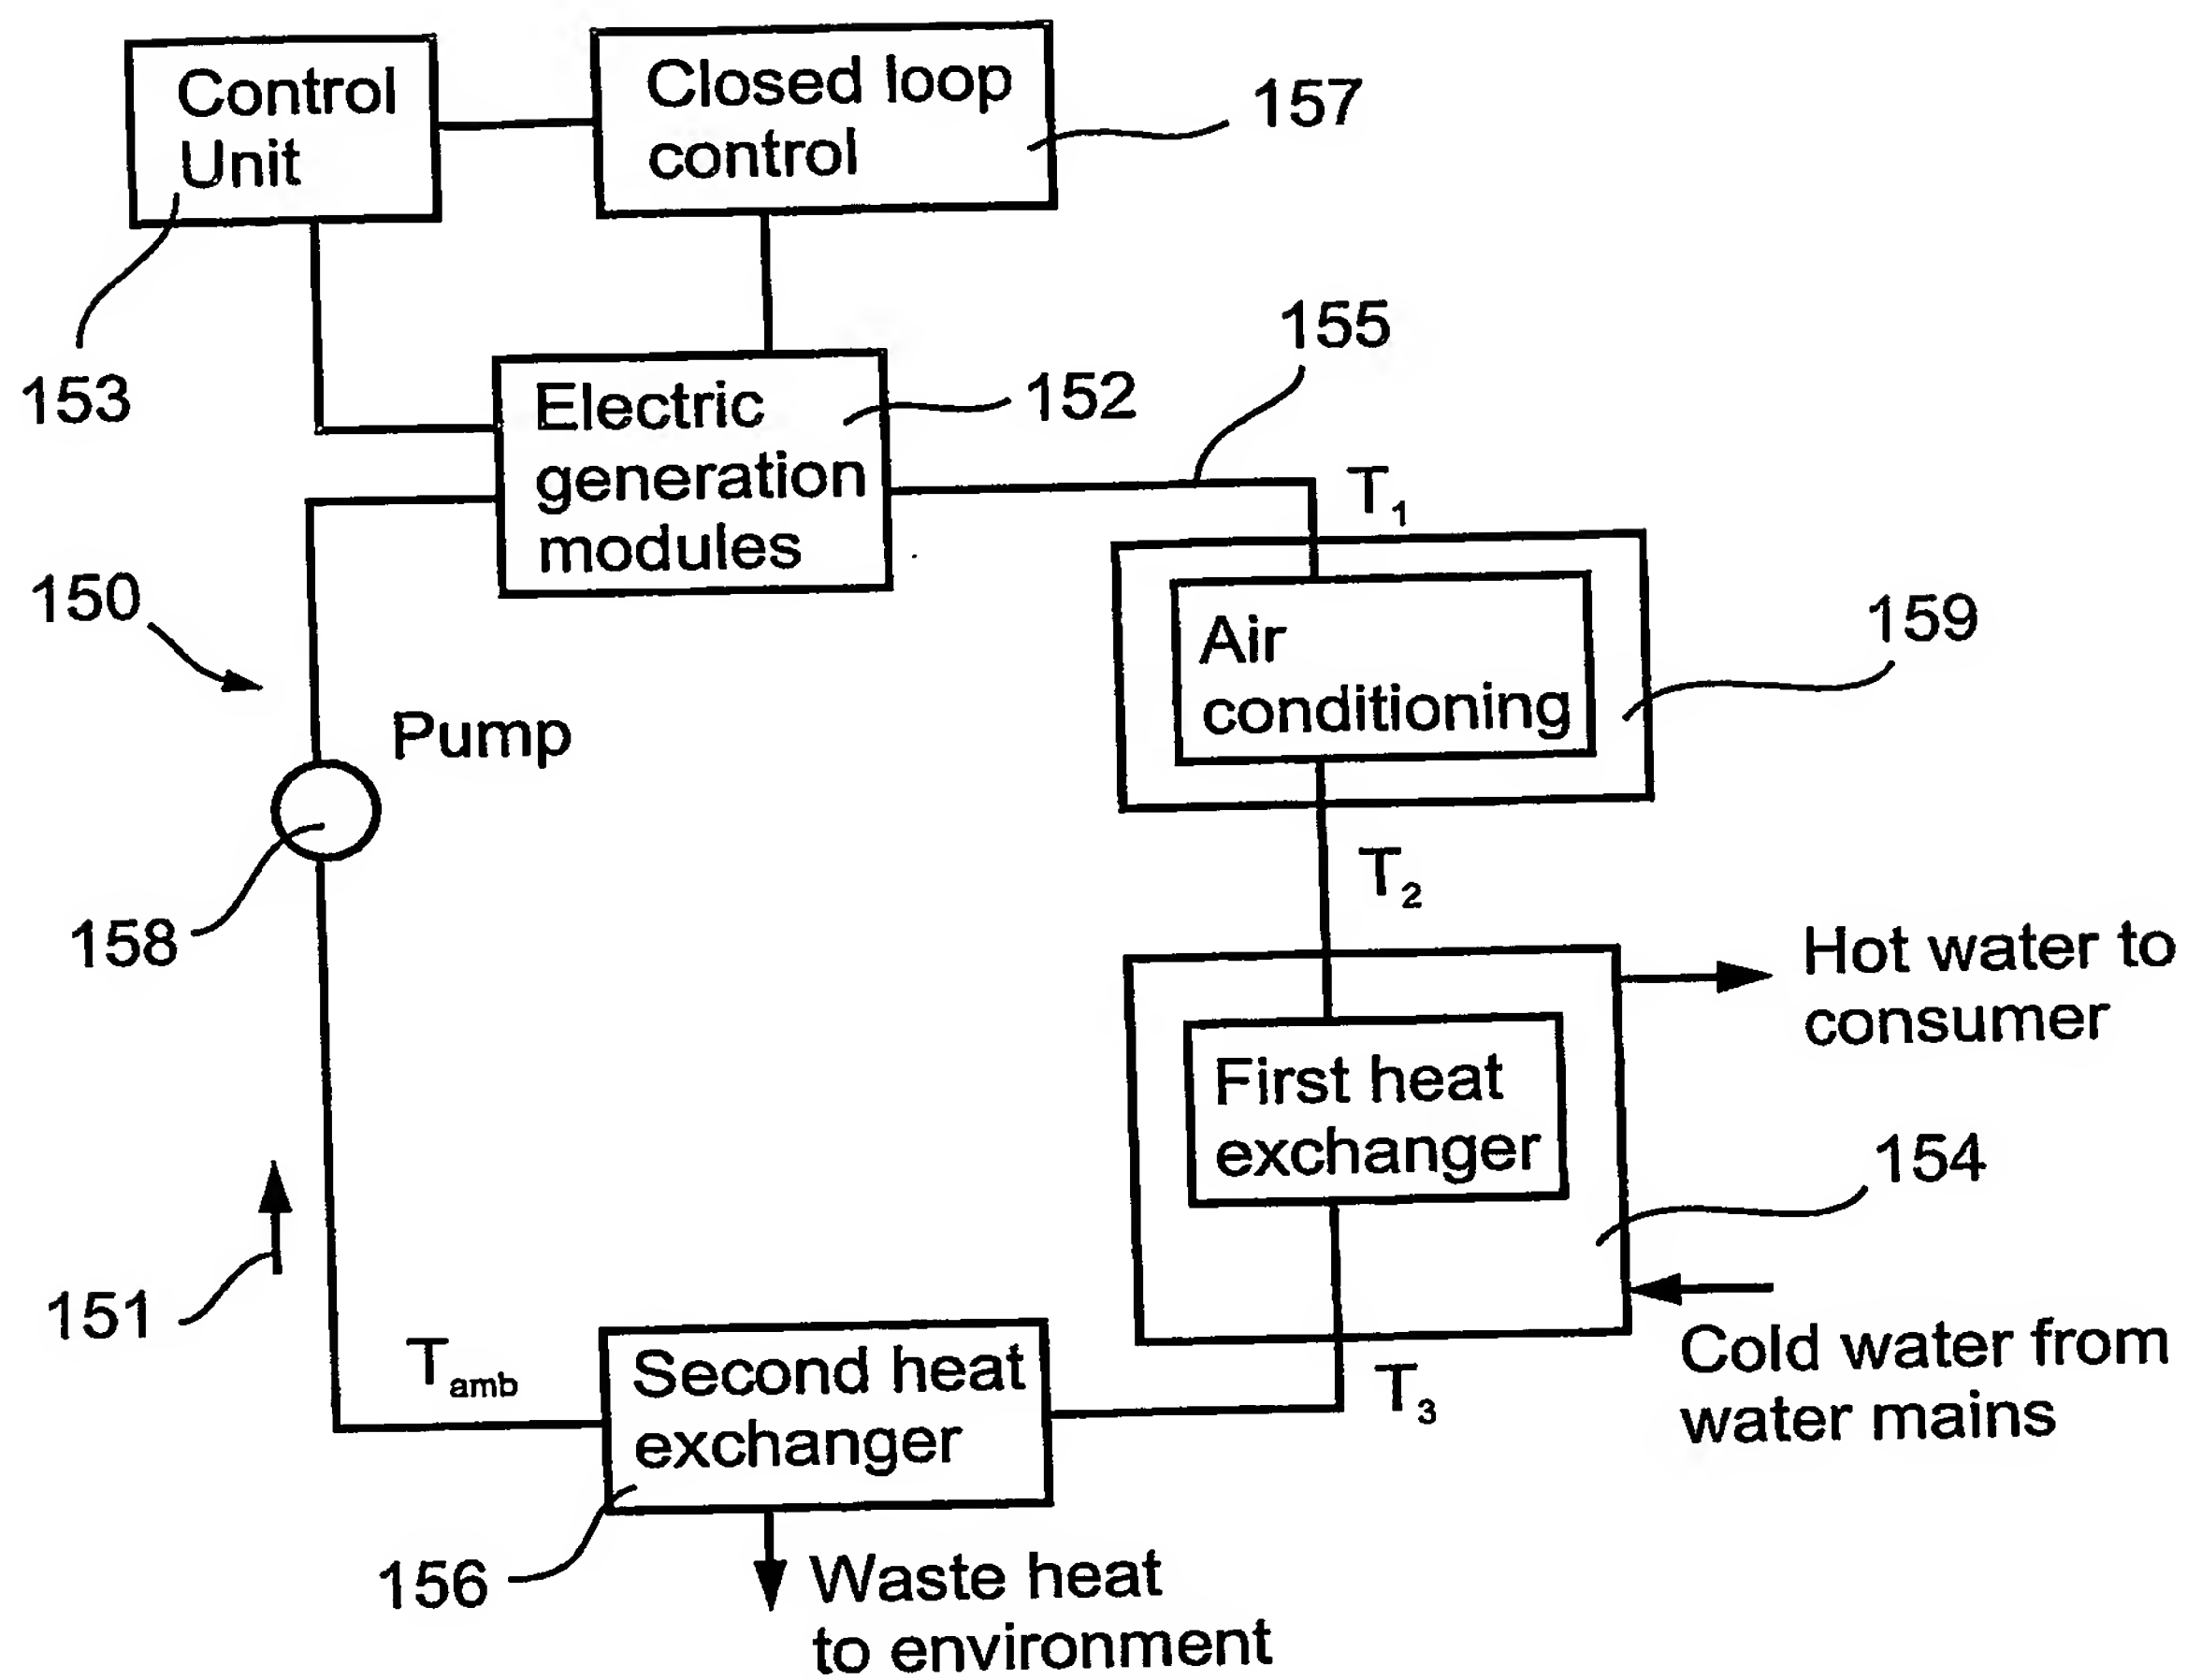 Control
Unit
Closed loop
control
157
153
155
Electric
generation
modules
152
T1
150
Air
conditioning
159
Pump
T2
158
Hot water to
consumer
First heat
exchanger
154
151
Tamb
Second heat
exchanger
T3
Cold water from
water mains
156
Waste heat
to environment